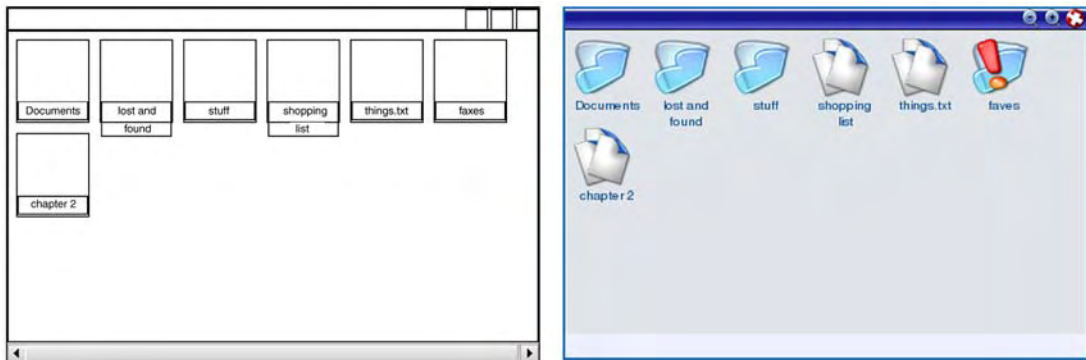 Documents lost and stuff shopping things.txt faxes
found list
chapter 2
Documents lost and stuff shopping things.txt faves
found list
chapter 2